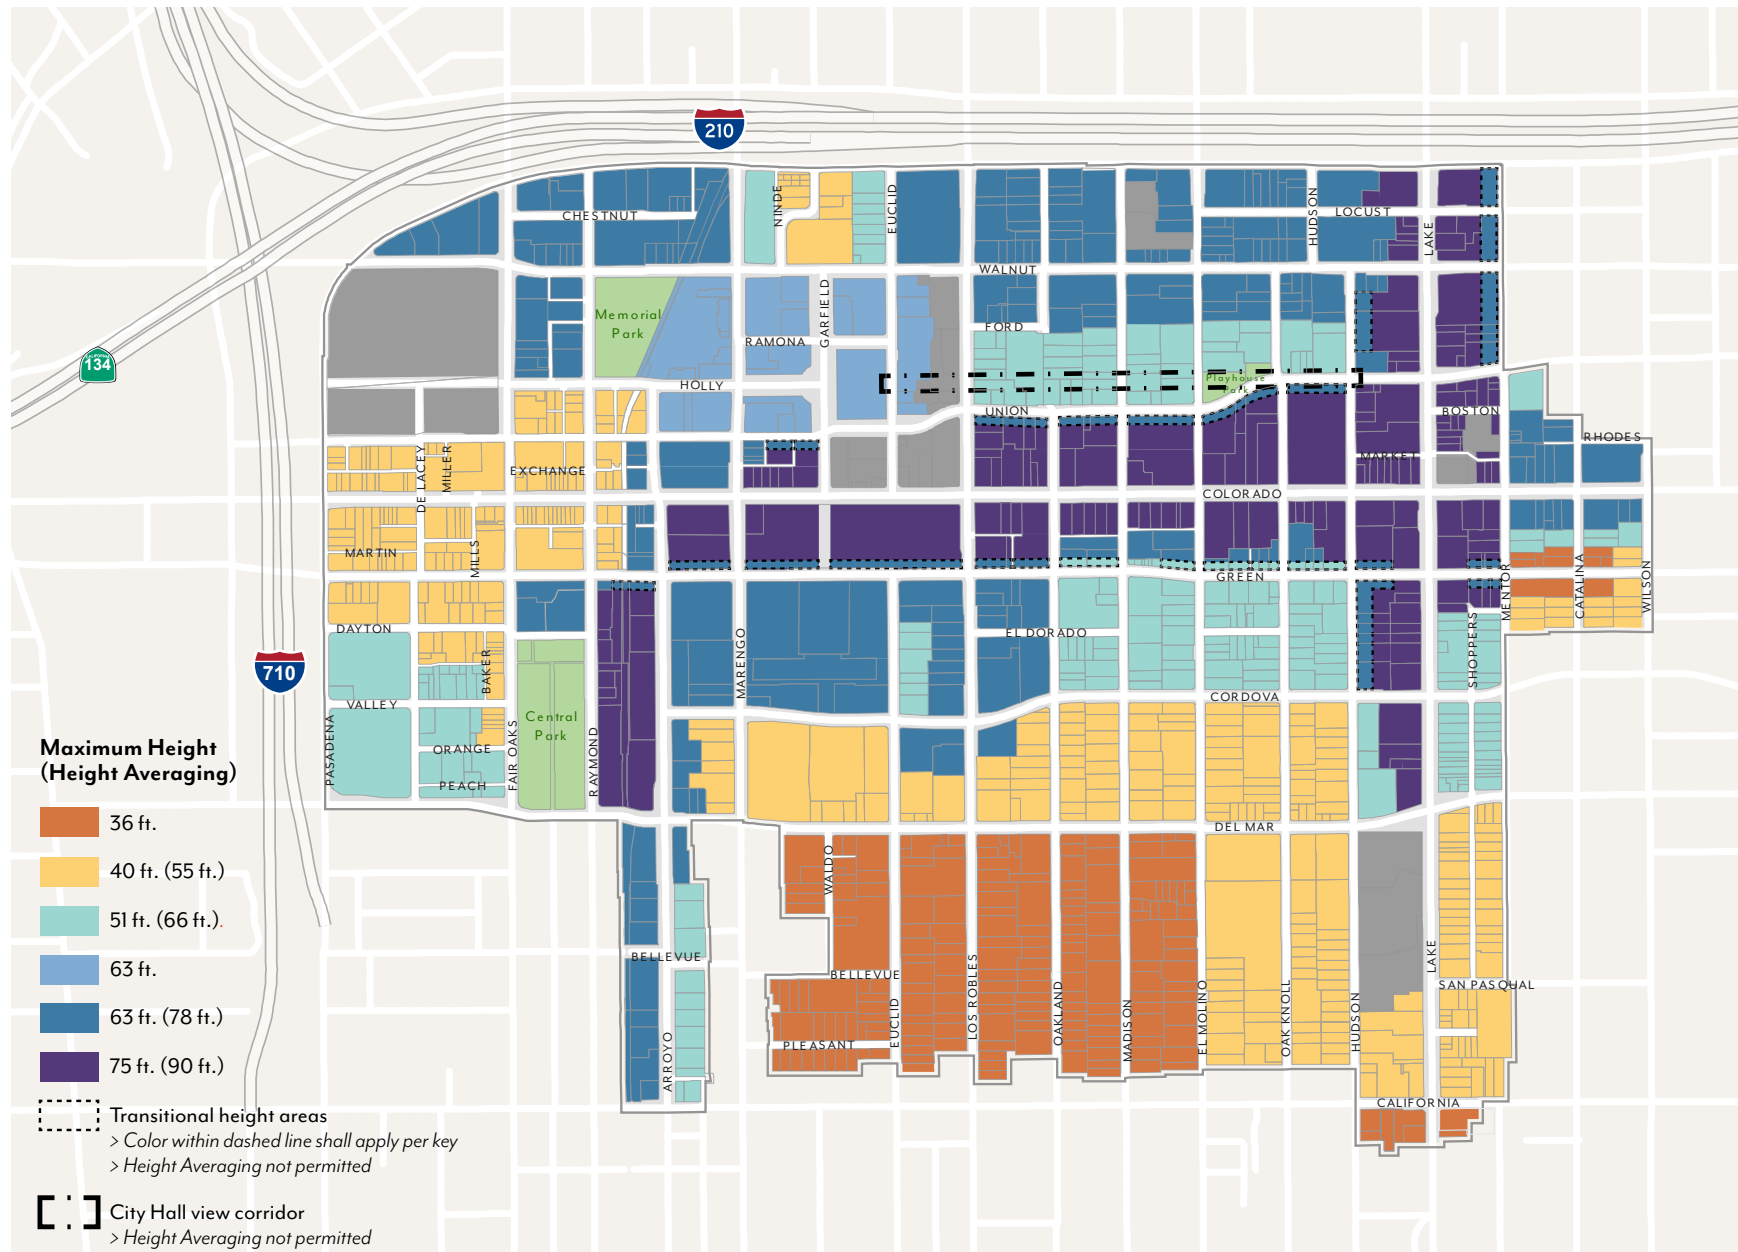 210
CHESTNUT
NINDE
EUCLID
HUDSON
LOCUST
LAKE
WALNUT
GARFIELD
Memorial
Park
FORD
RAMONA
CALIFORNIA
134
HOLLY
Playhouse
Park
UNION
BOSTON
RHODES
DE LACEY
MILLER
EXCHANGE
MARKET
COLORADO
MARTIN
MILLS
GREEN
MENTOR
CATALINA
WILSON
DAYTON
EL DORADO
MARENGO
SHOPPERS
BAKER
710
VALLEY
CORDOVA
PASADENA
Central
Park
FAIR OAKS
RAYMOND
ORANGE
PEACH
DEL MAR
WALDO
BELLEVUE
BELLEVUE
LAKE
SAN PASQUAL
ARROYO
PLEASANT
EUCLID
LOS ROBLES
OAKLAND
MADISON
EL MOLINO
OAK KNOLL
HUDSON
CALIFORNIA
Maximum Height
(Height Averaging)
36 ft.
40 ft. (55 ft.)
51 ft. (66 ft.).
63 ft.
63 ft. (78 ft.)
75 ft. (90 ft.)
Transitional height areas
> Color within dashed line shall apply per key
> Height Averaging not permitted
City Hall view corridor
> Height Averaging not permitted